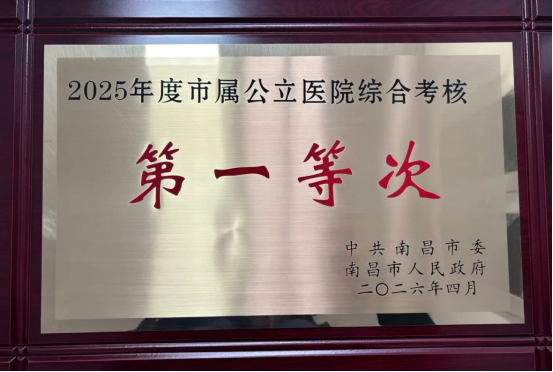 2025年度市属公立医院综合考核
第一等次
中共南昌市委
南昌市人民政府
二〇二六年四月